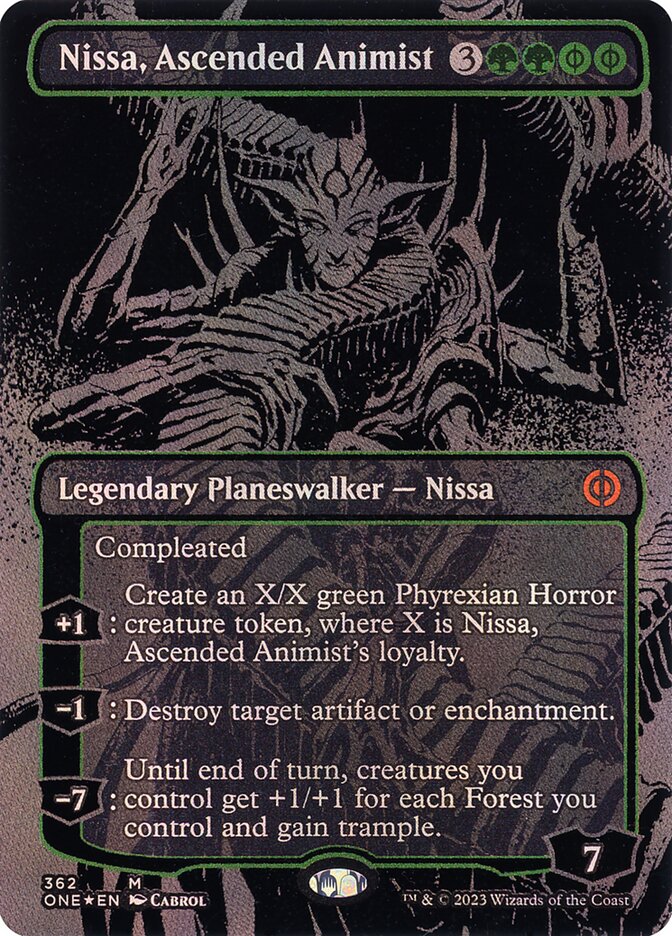 Nissa, Ascended Animist 3
Legendary Planeswalker — Nissa
Compleated
+1: Create an X/X green Phyrexian Horror
creature token, where X is Nissa,
Ascended Animist's loyalty.
−1: Destroy target artifact or enchantment.
−7: Until end of turn, creatures you
control get +1/+1 for each Forest you
control and gain trample.
7
362 M
ONE★EN CABROL
™ & © 2023 Wizards of the Coast